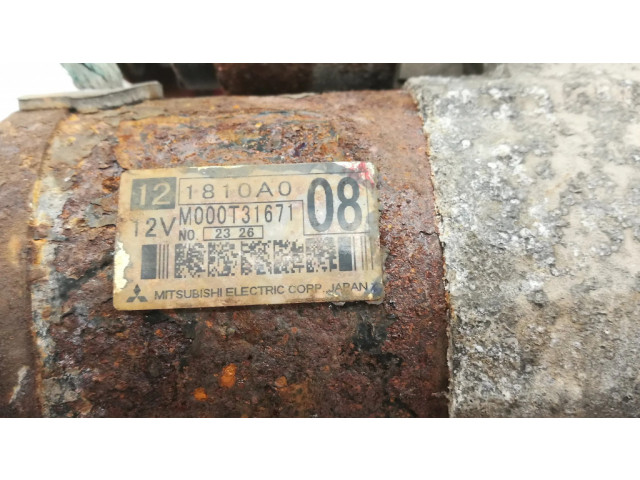 12 1810A0 08
12V M000T31671
NO. 23 26
MITSUBISHI ELECTRIC CORP. JAPAN